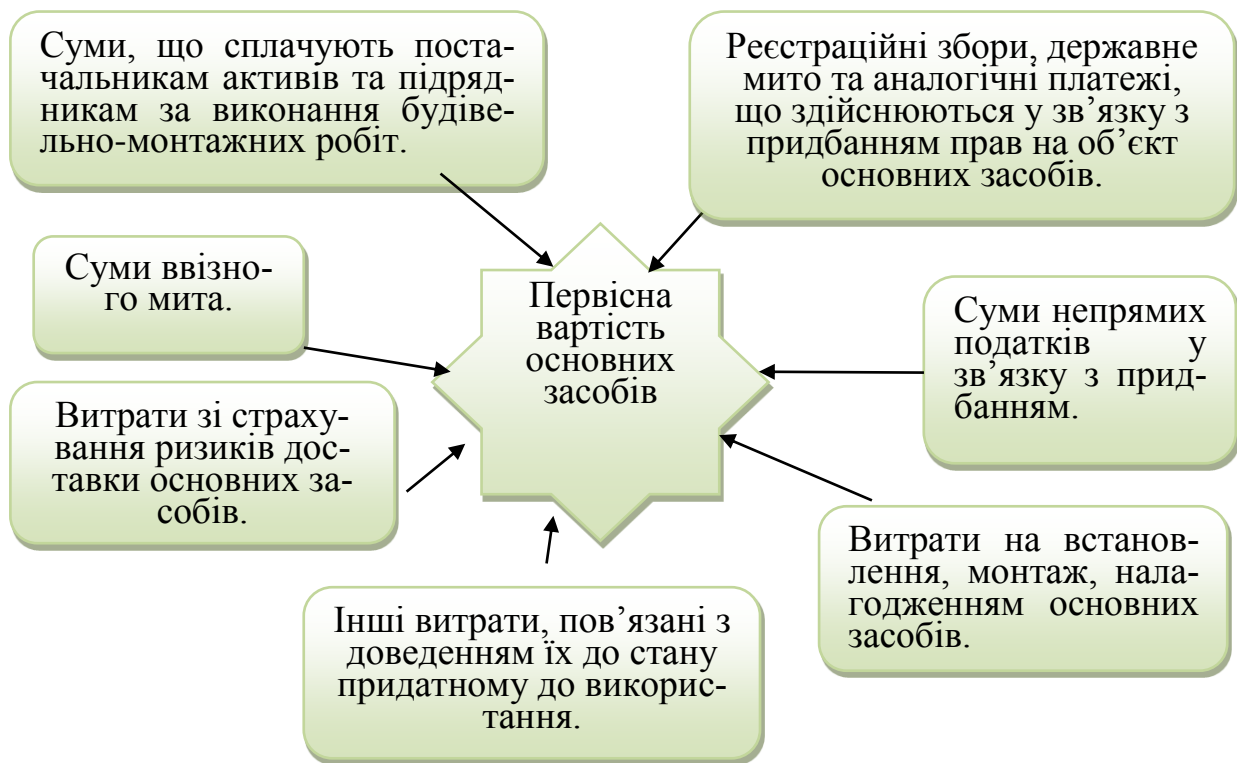 Суми, що сплачують поста-
чальникам активів та підряд-
никам за виконання будіве-
льно-монтажних робіт.
Реєстраційні збори, державне
мито та аналогічні платежі,
що здійснюються у зв’язку з
придбанням прав на об’єкт
основних засобів.
Суми ввізно-
го мита.
Первісна
вартість
основних
засобів
Суми непрямих
податків у
зв’язку з прид-
банням.
Витрати зі страху-
вання ризиків дос-
тавки основних за-
собів.
Витрати на встанов-
лення, монтаж, нала-
годженням основних
засобів.
Інші витрати, пов’язані з
доведенням їх до стану
придатному до викорис-
тання.